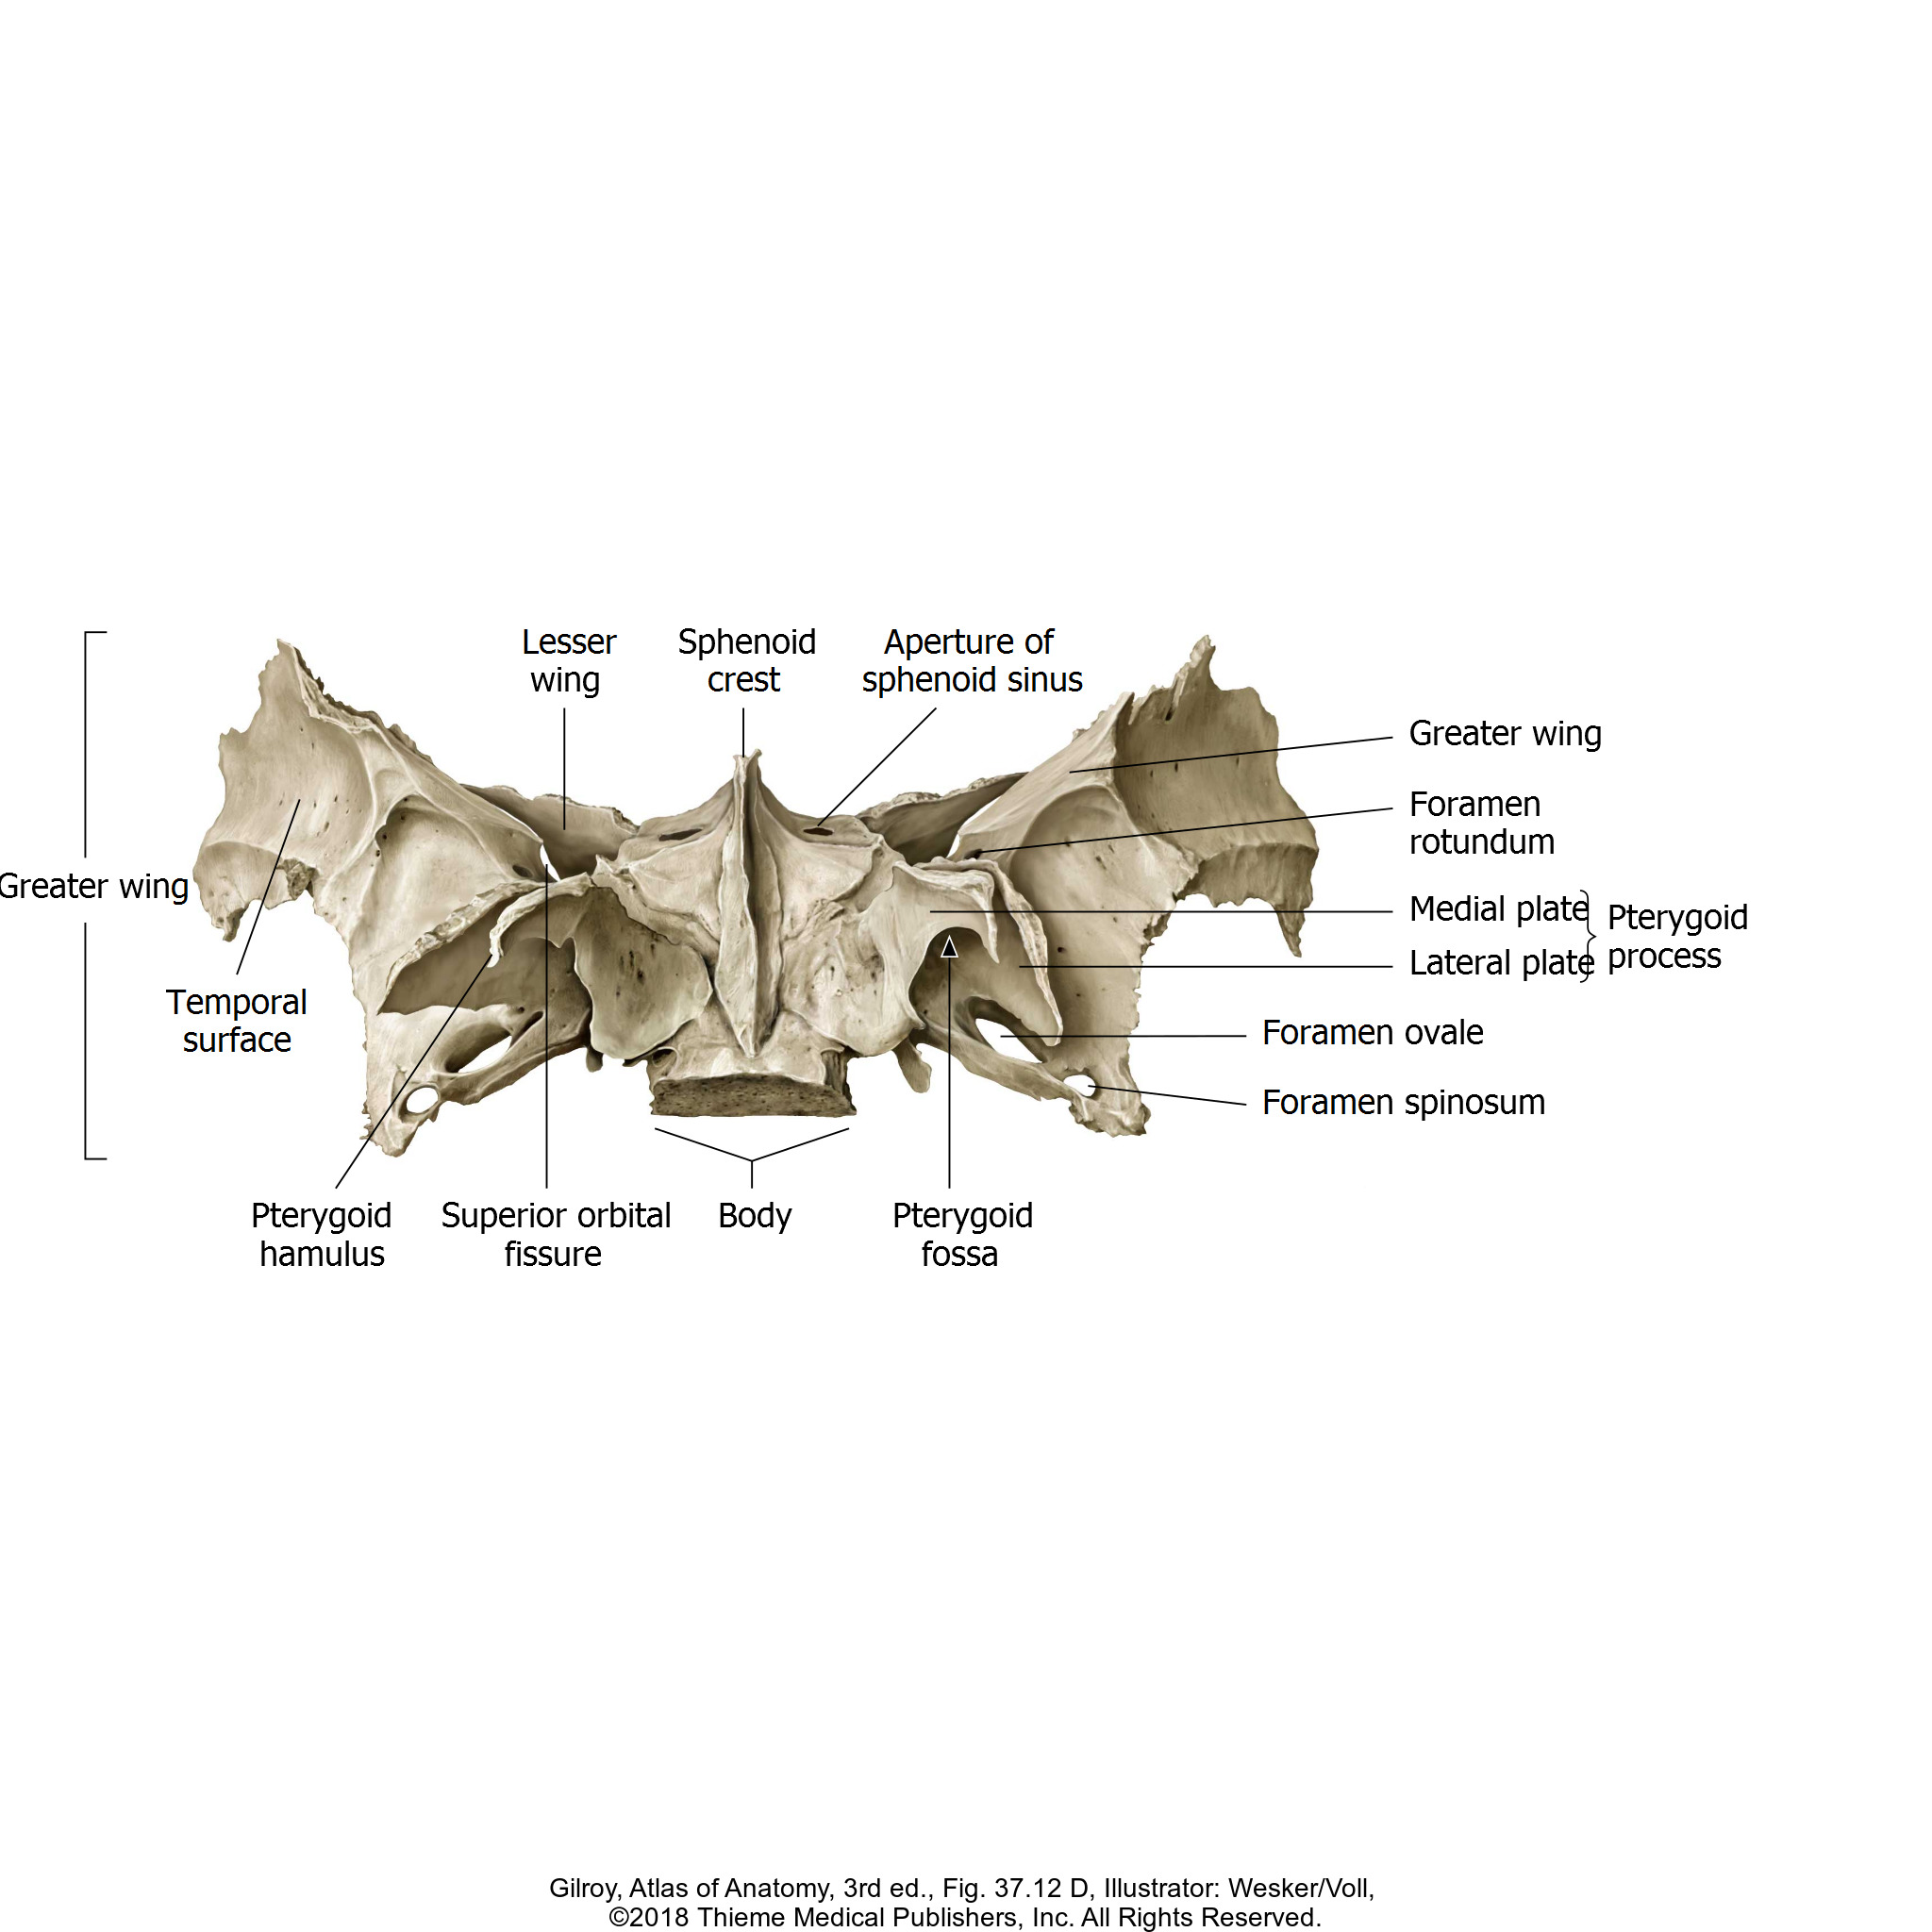 Lesser
wing
Sphenoid
crest
Aperture of
sphenoid sinus
Greater wing
Foramen
rotundum
Greater wing
Medial plate
Lateral plate
Pterygoid
process
Temporal
surface
Foramen ovale
Foramen spinosum
Pterygoid
hamulus
Superior orbital
fissure
Body
Pterygoid
fossa
Gilroy, Atlas of Anatomy, 3rd ed., Fig. 37.12 D, Illustrator: Wesker/Voll,
©2018 Thieme Medical Publishers, Inc. All Rights Reserved.